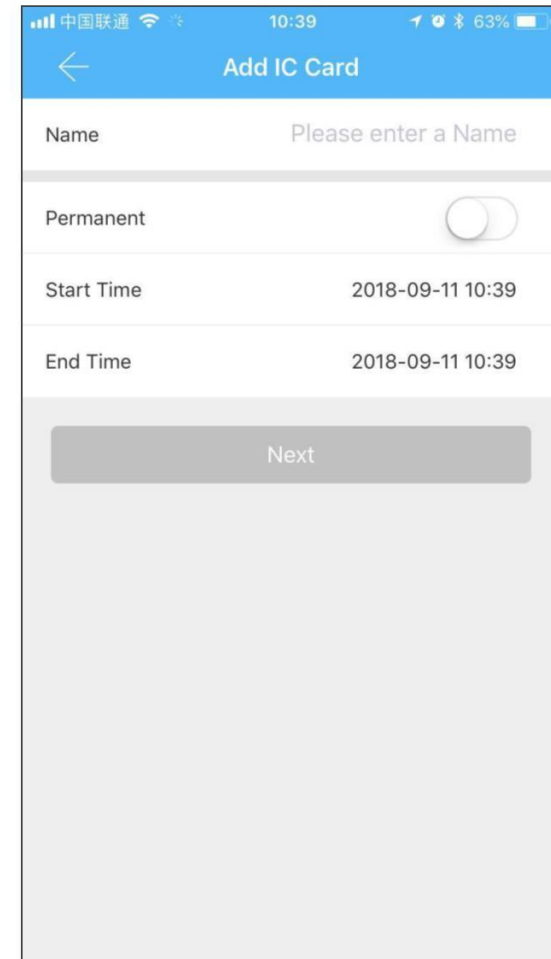 中国联通 10:39 63%
Add IC Card
Name Please enter a Name
Permanent
Start Time 2018-09-11 10:39
End Time 2018-09-11 10:39
Next